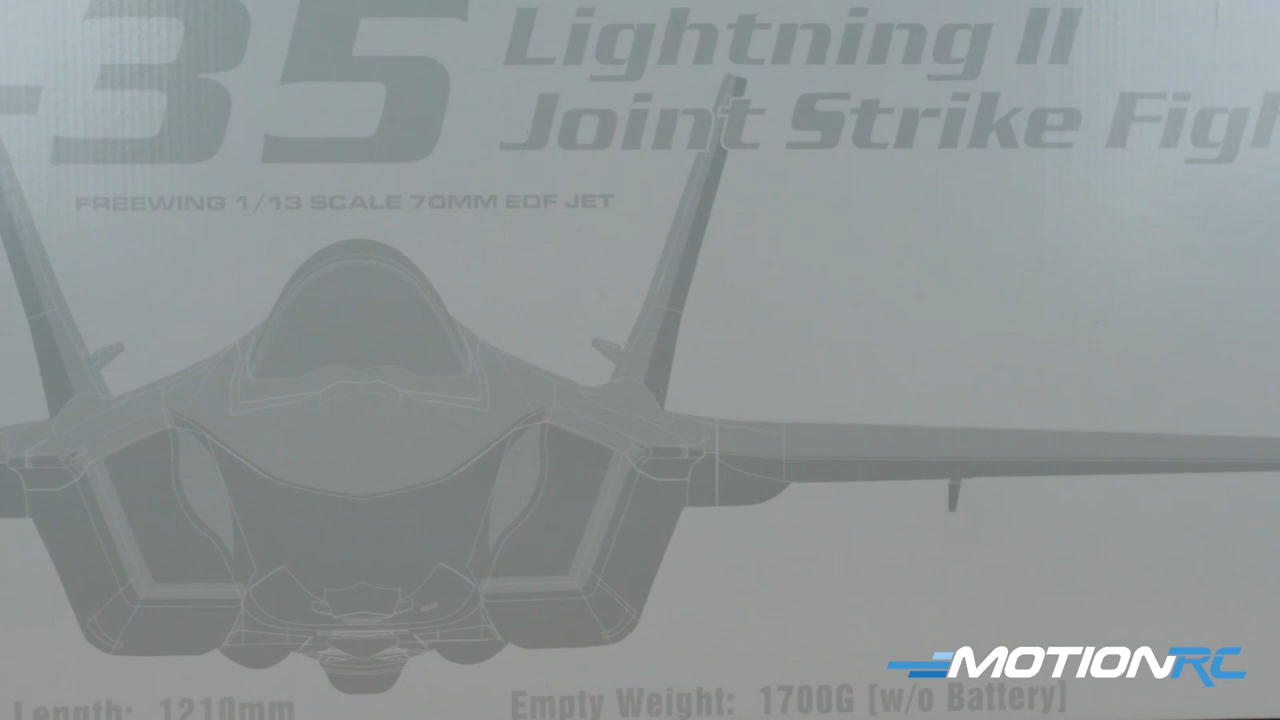 -35
Lightning II
Joint Strike Figh
FREEWING 1/13 SCALE 70MM EDF JET
Length: 1210mm
Empty Weight: 1700G [w/o Battery]
MOTIONRC